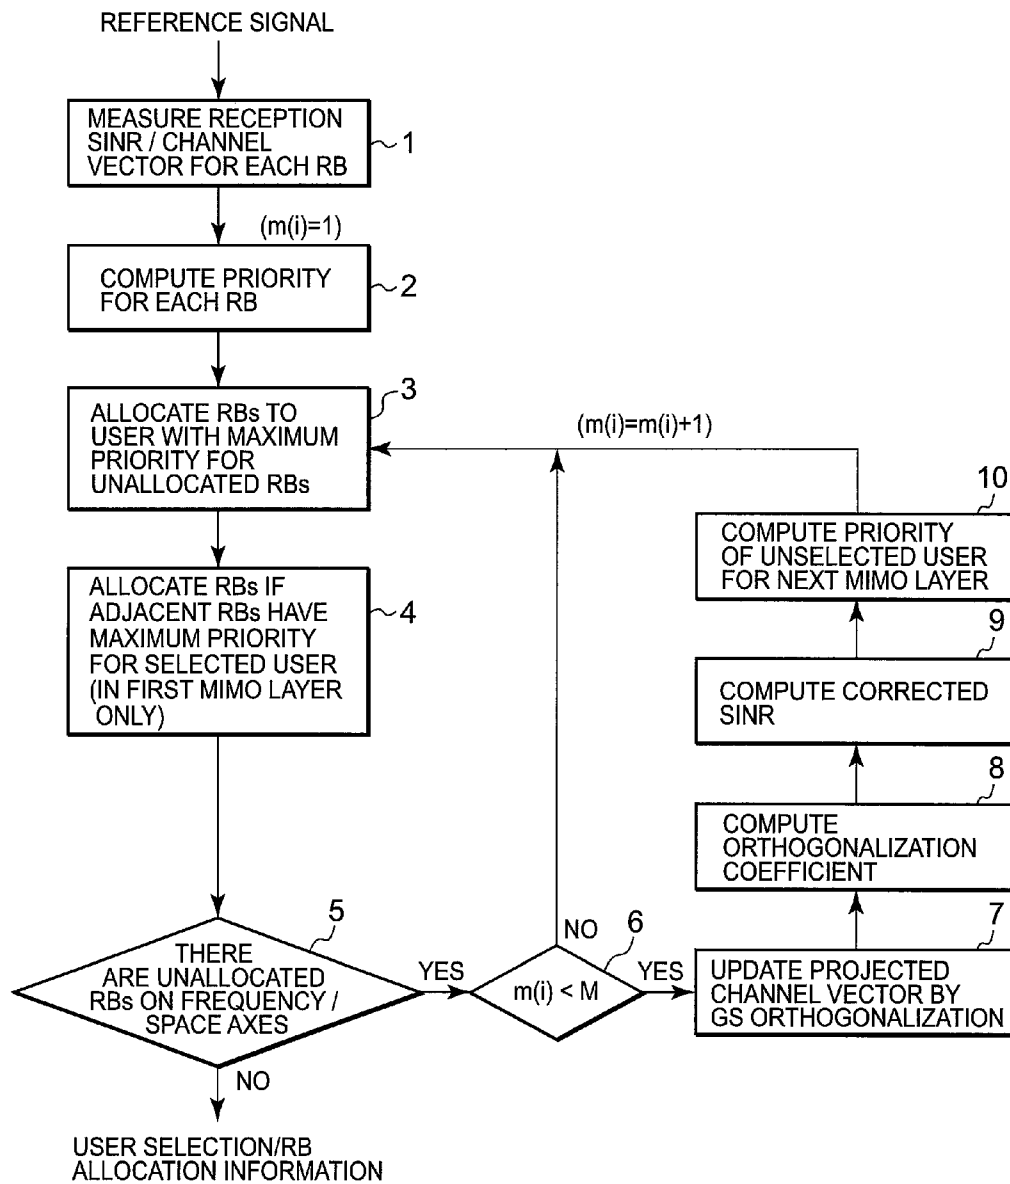 REFERENCE SIGNAL
MEASURE RECEPTION
SINR / CHANNEL
VECTOR FOR EACH RB
1
(m(i)=1)
COMPUTE PRIORITY
FOR EACH RB
2
3
ALLOCATE RBs TO
USER WITH MAXIMUM
PRIORITY FOR
UNALLOCATED RBs
(m(i)=m(i)+1)
4
ALLOCATE RBs IF
ADJACENT RBs HAVE
MAXIMUM PRIORITY
FOR SELECTED USER
(IN FIRST MIMO LAYER
ONLY)
5
THERE
ARE UNALLOCATED
RBs ON FREQUENCY /
SPACE AXES
YES
NO
6
m(i) < M
NO
YES
7
UPDATE PROJECTED
CHANNEL VECTOR BY
GS ORTHOGONALIZATION
8
COMPUTE
ORTHOGONALIZATION
COEFFICIENT
9
COMPUTE CORRECTED
SINR
10
COMPUTE PRIORITY
OF UNSELECTED USER
FOR NEXT MIMO LAYER
USER SELECTION/RB
ALLOCATION INFORMATION